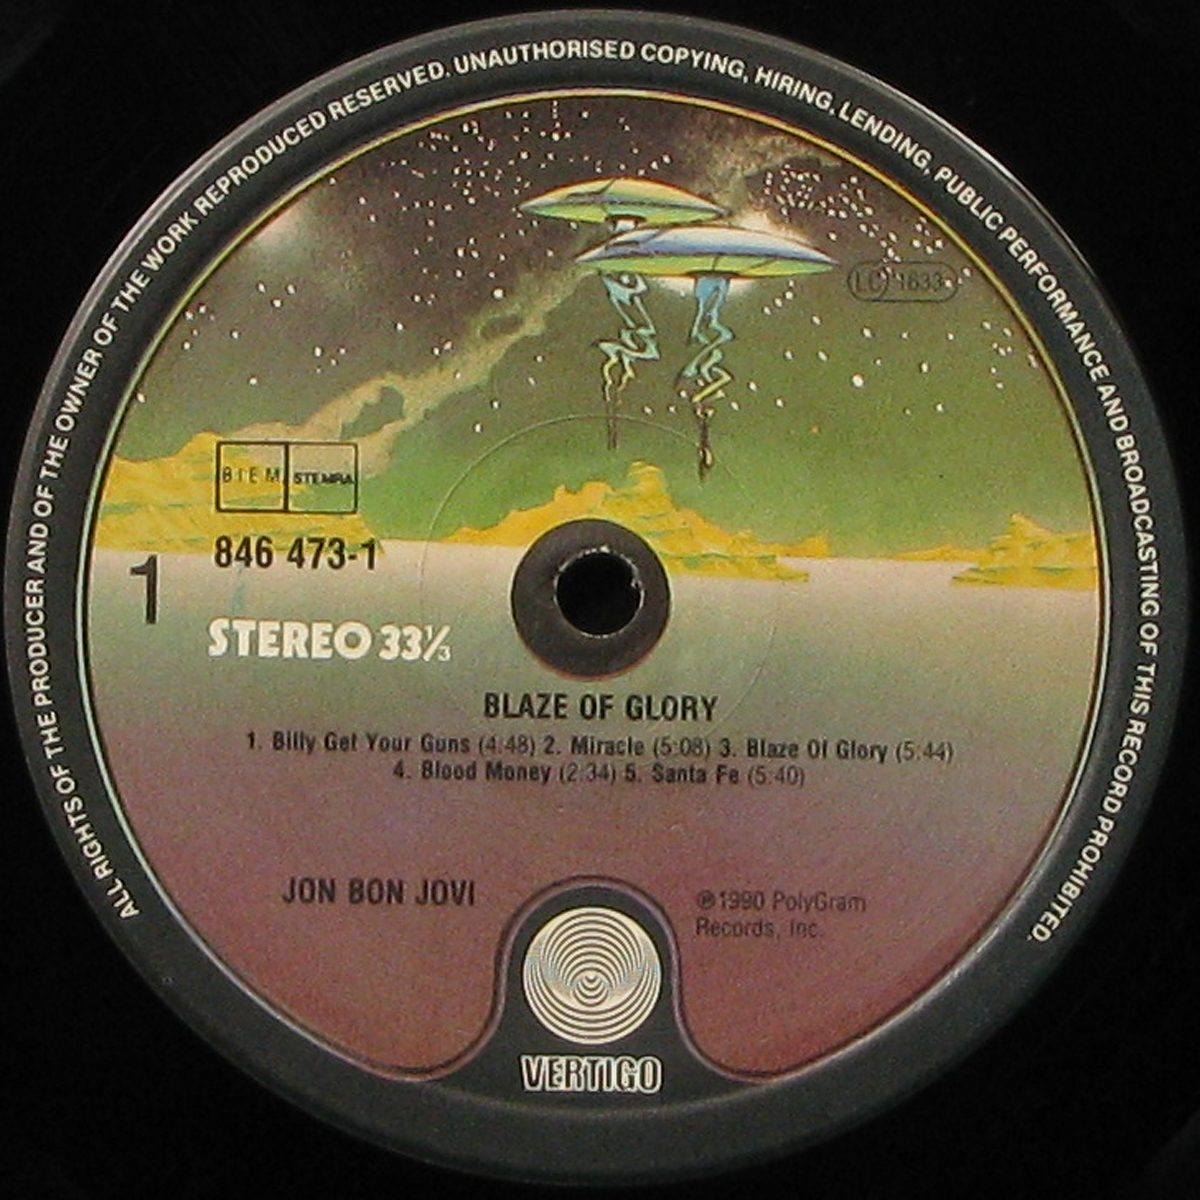 ALL RIGHTS OF THE PRODUCER AND OF THE OWNER OF THE WORK REPRODUCED RESERVED. UNAUTHORISED COPYING, HIRING, LENDING, PUBLIC PERFORMANCE AND BROADCASTING OF THIS RECORD PROHIBITED.
LC 1633
BIEM STEMRA
846 473-1
1
STEREO 33⅓
BLAZE OF GLORY
1. Billy Get Your Guns (4:48) 2. Miracle (5:08) 3. Blaze Of Glory (5:44)
4. Blood Money (2:34) 5. Santa Fe (5:40)
JON BON JOVI
℗1990 PolyGram
Records, Inc.
VERTIGO